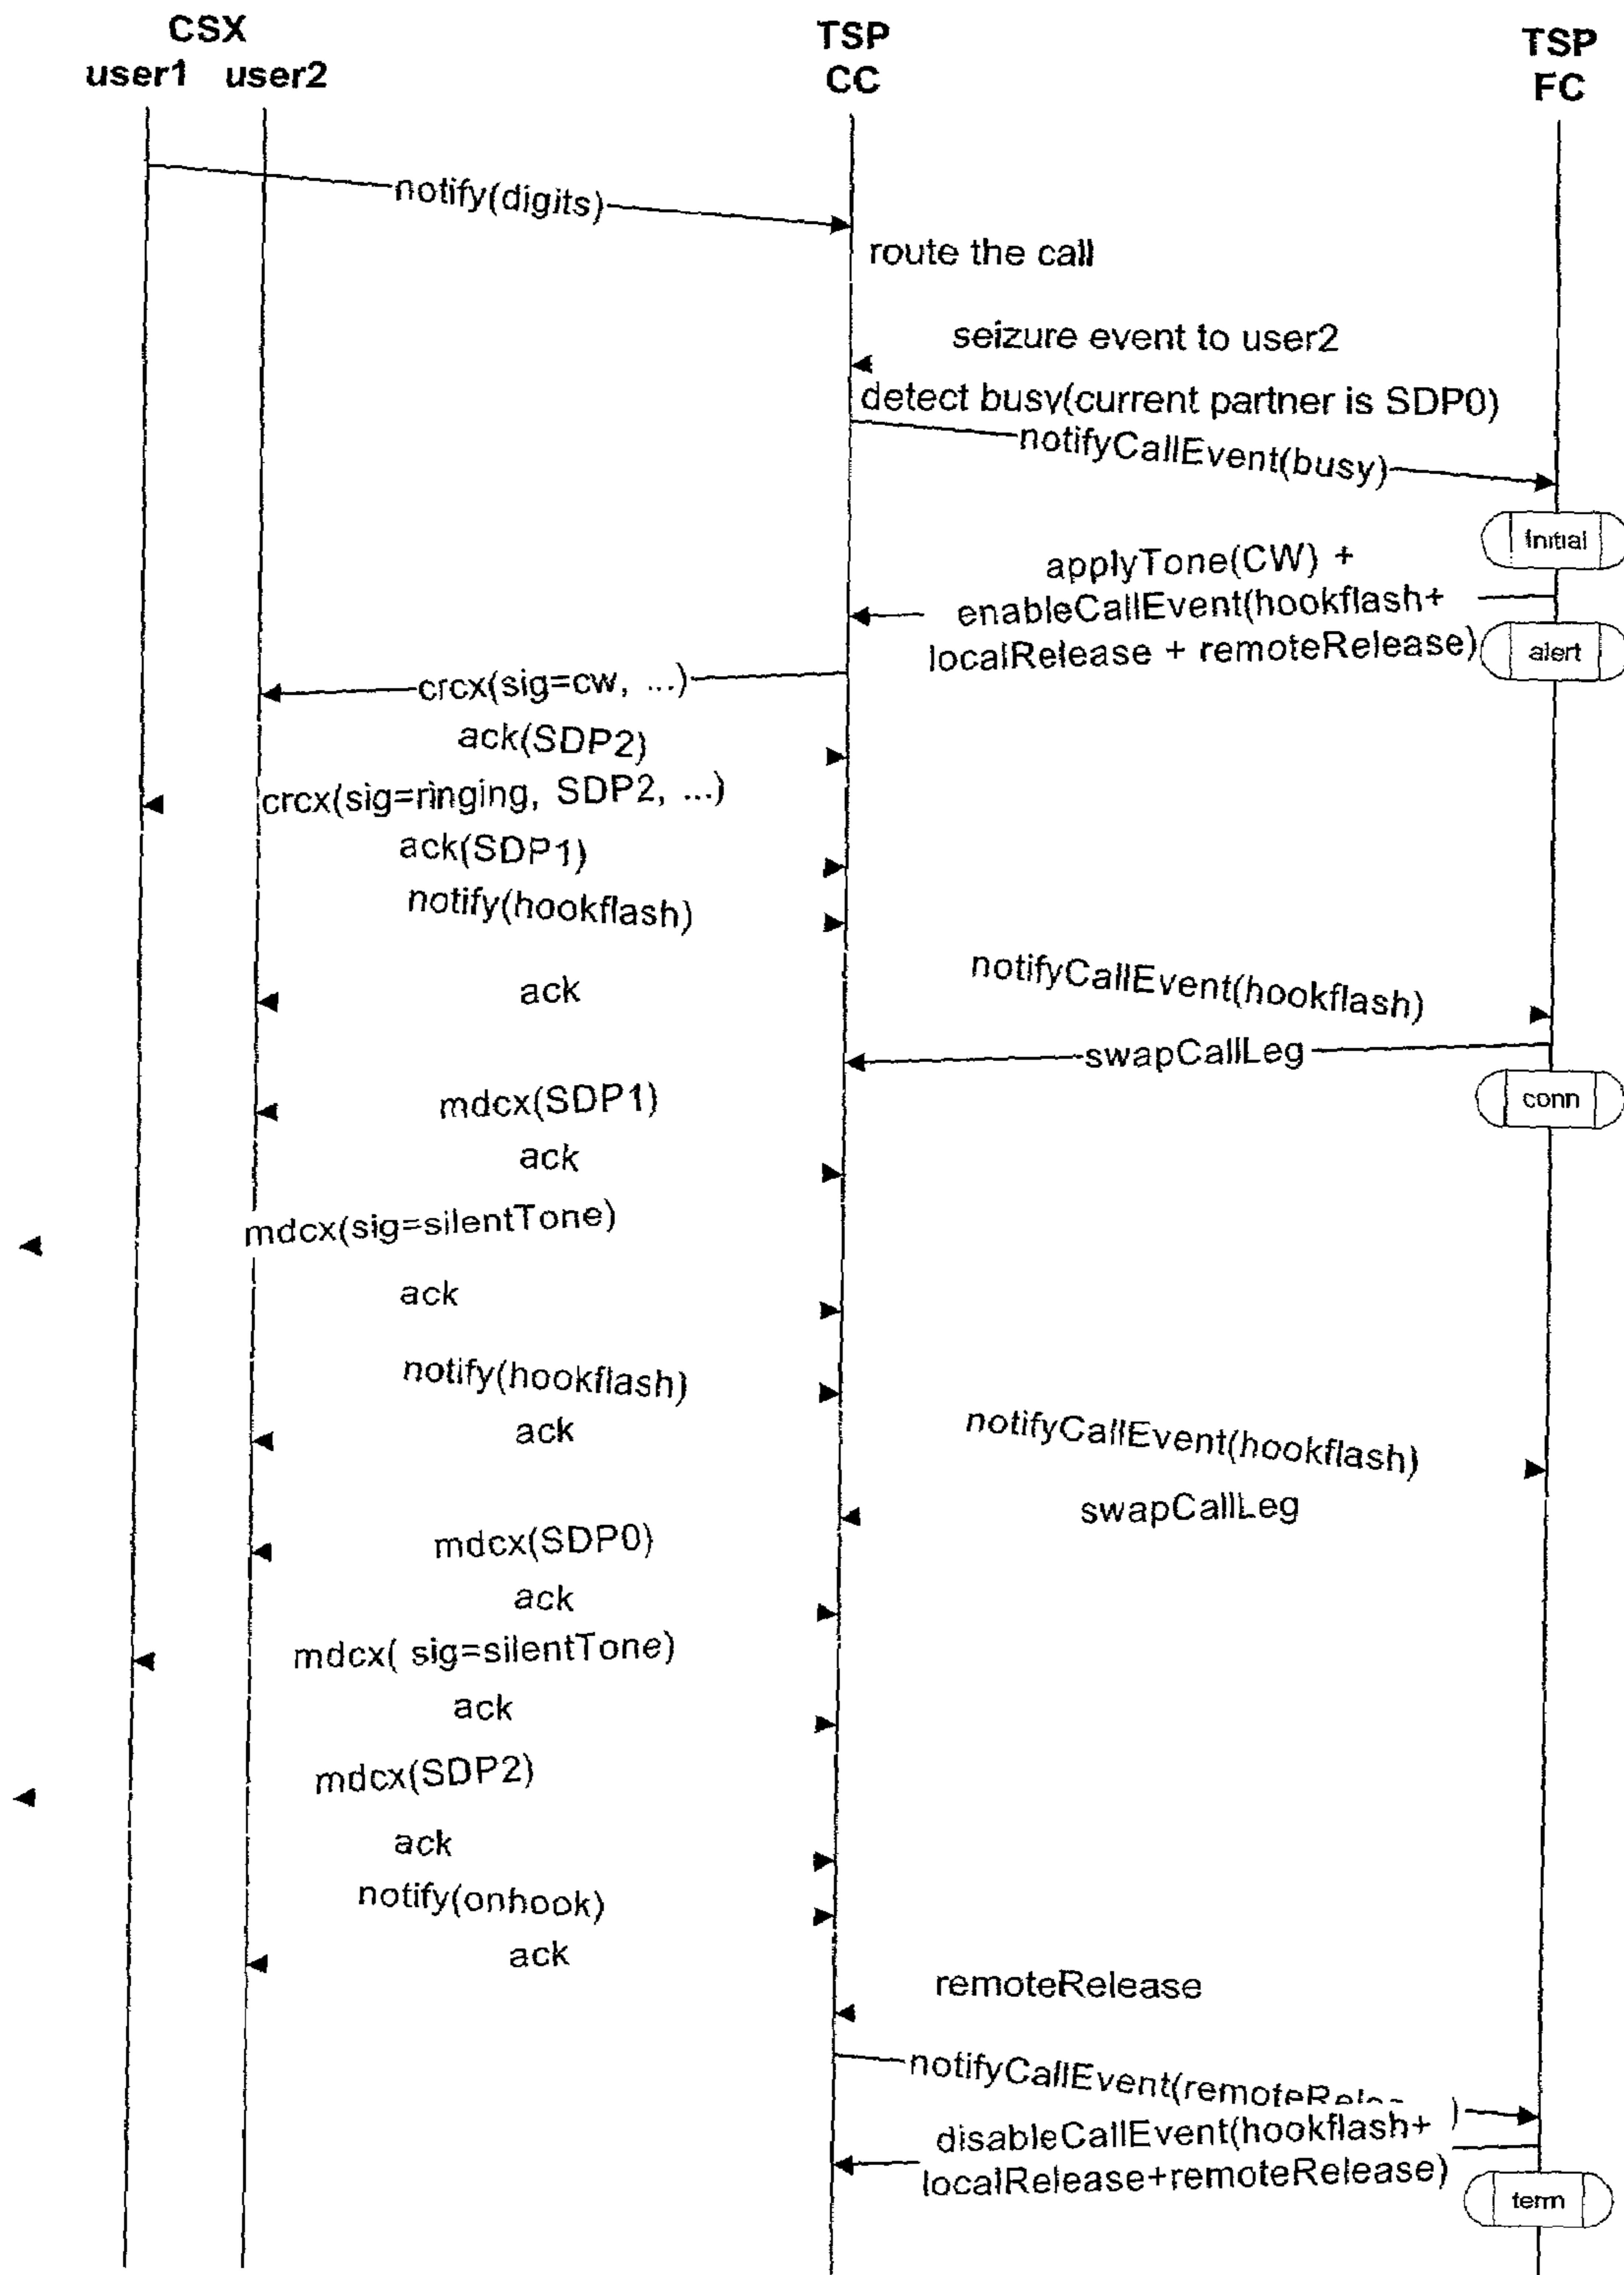 CSX
user1 user2
TSP
CC
TSP
FC
notify(digits)
route the call
seizure event to user2
detect busy(current partner is SDP0)
notifyCallEvent(busy)
Initial
applyTone(CW) +
enableCallEvent(hookflash+
localRelease + remoteRelease)
alert
crcx(sig=cw, ...)
ack(SDP2)
crcx(sig=ringing, SDP2, ...)
ack(SDP1)
notify(hookflash)
notifyCallEvent(hookflash)
ack
swapCallLeg
conn
mdcx(SDP1)
ack
mdcx(sig=silentTone)
ack
notify(hookflash)
notifyCallEvent(hookflash)
ack
swapCallLeg
mdcx(SDP0)
ack
mdcx( sig=silentTone)
ack
mdcx(SDP2)
ack
notify(onhook)
ack
remoteRelease
notifyCallEvent(remoteRelea )
disableCallEvent(hookflash+
localRelease+remoteRelease)
term